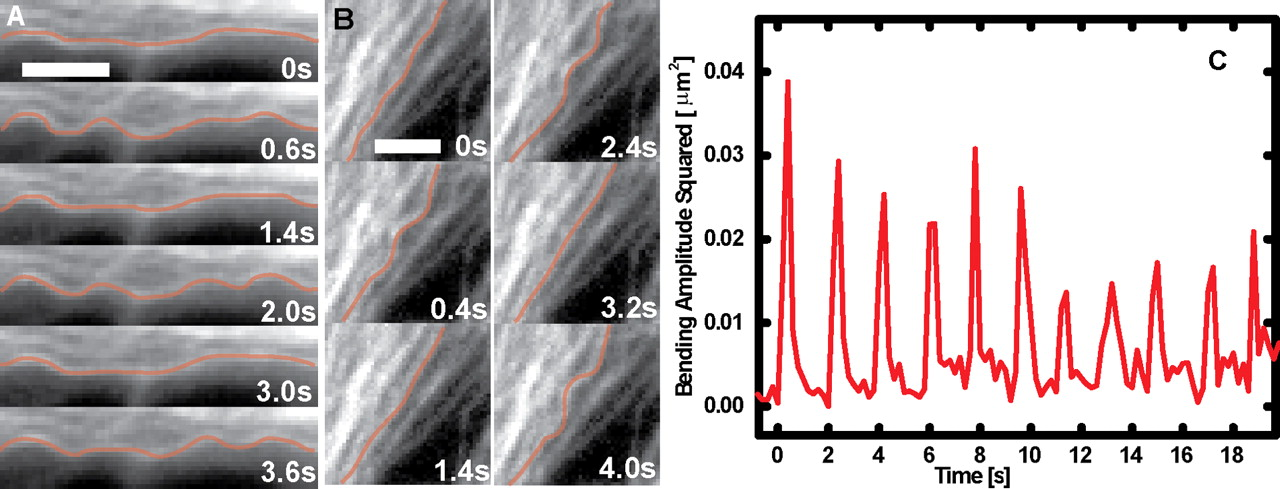 A
0s
0.6s
1.4s
2.0s
3.0s
3.6s
B
0s
2.4s
0.4s
3.2s
1.4s
4.0s
C
Bending Amplitude Squared [ μm²]
0.04
0.03
0.02
0.01
0.00
0 2 4 6 8 10 12 14 16 18
Time [s]